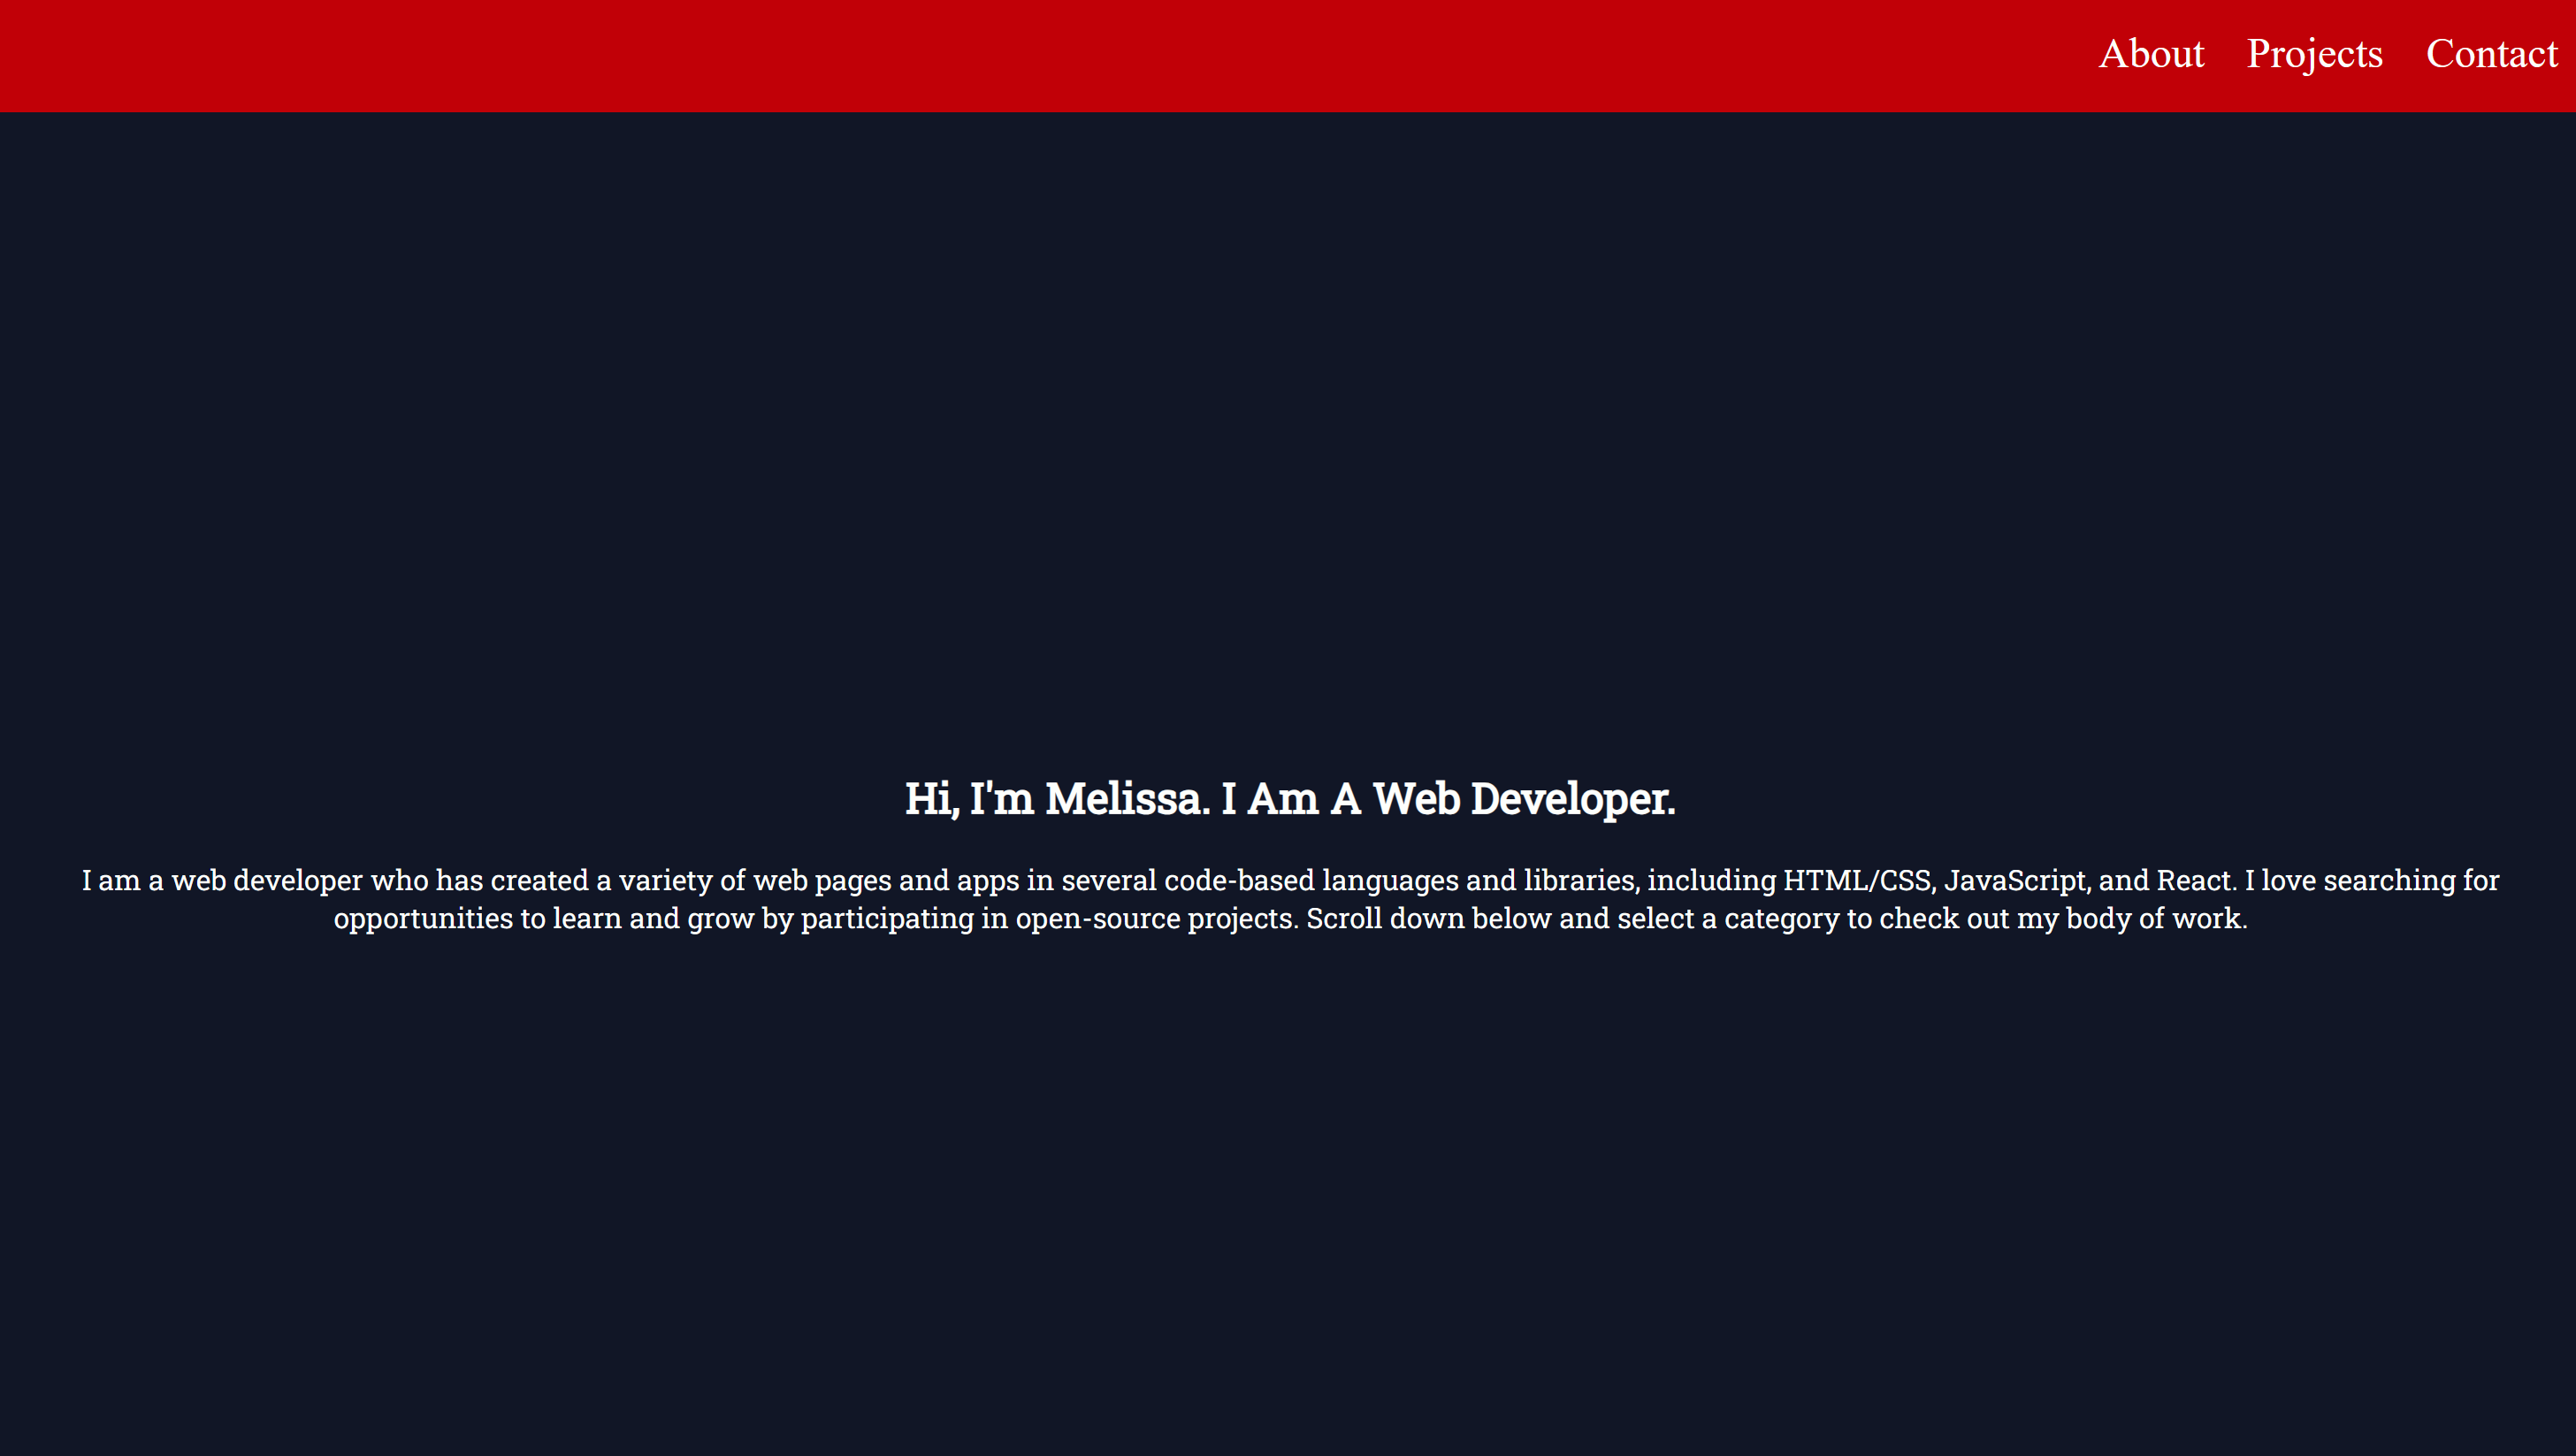 About Projects Contact
Hi, I'm Melissa. I Am A Web Developer.
I am a web developer who has created a variety of web pages and apps in several code-based languages and libraries, including HTML/CSS, JavaScript, and React. I love searching for
opportunities to learn and grow by participating in open-source projects. Scroll down below and select a category to check out my body of work.